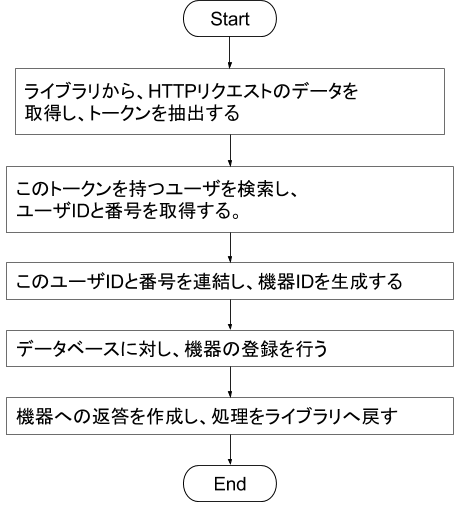 Start
ライブラリから、HTTPリクエストのデータを
取得し、トークンを抽出する
このトークンを持つユーザを検索し、
ユーザIDと番号を取得する。
このユーザIDと番号を連結し、機器IDを生成する
データベースに対し、機器の登録を行う
機器への返答を作成し、処理をライブラリへ戻す
End